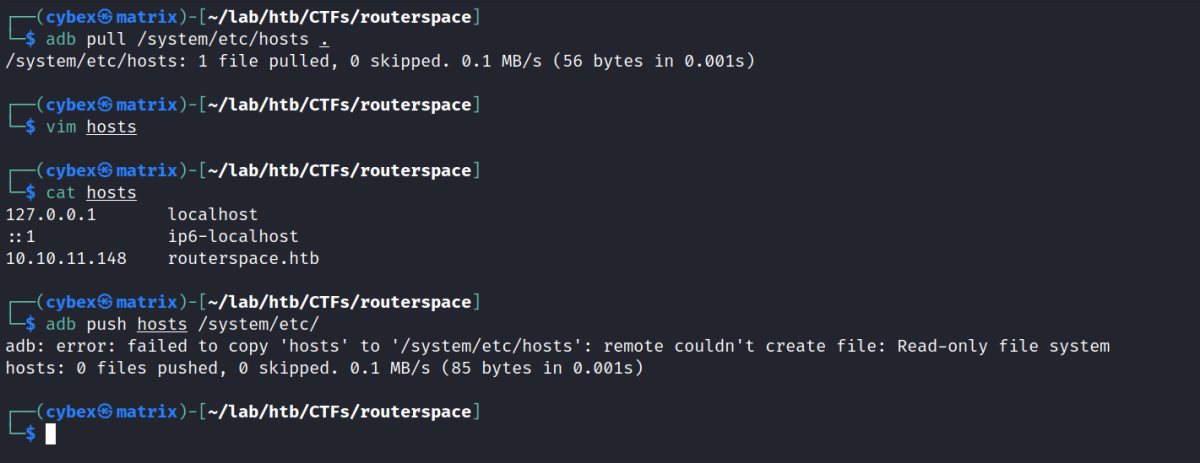 ┌──(cybex㉿matrix)-[~/lab/htb/CTFs/routerspace]
└─$ adb pull /system/etc/hosts .
/system/etc/hosts: 1 file pulled, 0 skipped. 0.1 MB/s (56 bytes in 0.001s)
┌──(cybex㉿matrix)-[~/lab/htb/CTFs/routerspace]
└─$ vim hosts
┌──(cybex㉿matrix)-[~/lab/htb/CTFs/routerspace]
└─$ cat hosts
127.0.0.1       localhost
::1             ip6-localhost
10.10.11.148    routerspace.htb
┌──(cybex㉿matrix)-[~/lab/htb/CTFs/routerspace]
└─$ adb push hosts /system/etc/
adb: error: failed to copy 'hosts' to '/system/etc/hosts': remote couldn't create file: Read-only file system
hosts: 0 files pushed, 0 skipped. 0.1 MB/s (85 bytes in 0.001s)
┌──(cybex㉿matrix)-[~/lab/htb/CTFs/routerspace]
└─$